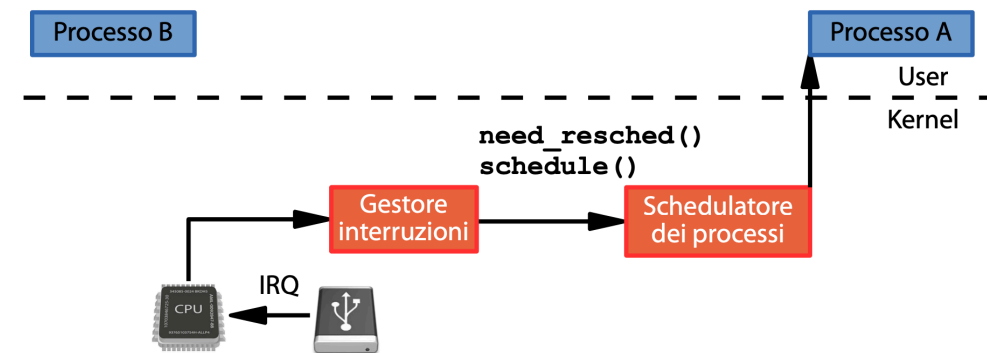 Processo B
Processo A
User
Kernel
need_resched()
schedule()
Gestore
interruzioni
Schedulatore
dei processi
IRQ
CPU